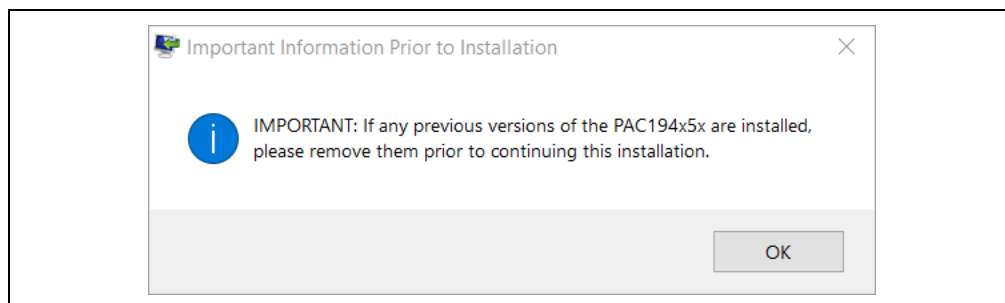 Important Information Prior to Installation
IMPORTANT: If any previous versions of the PAC194x5x are installed,
please remove them prior to continuing this installation.
OK